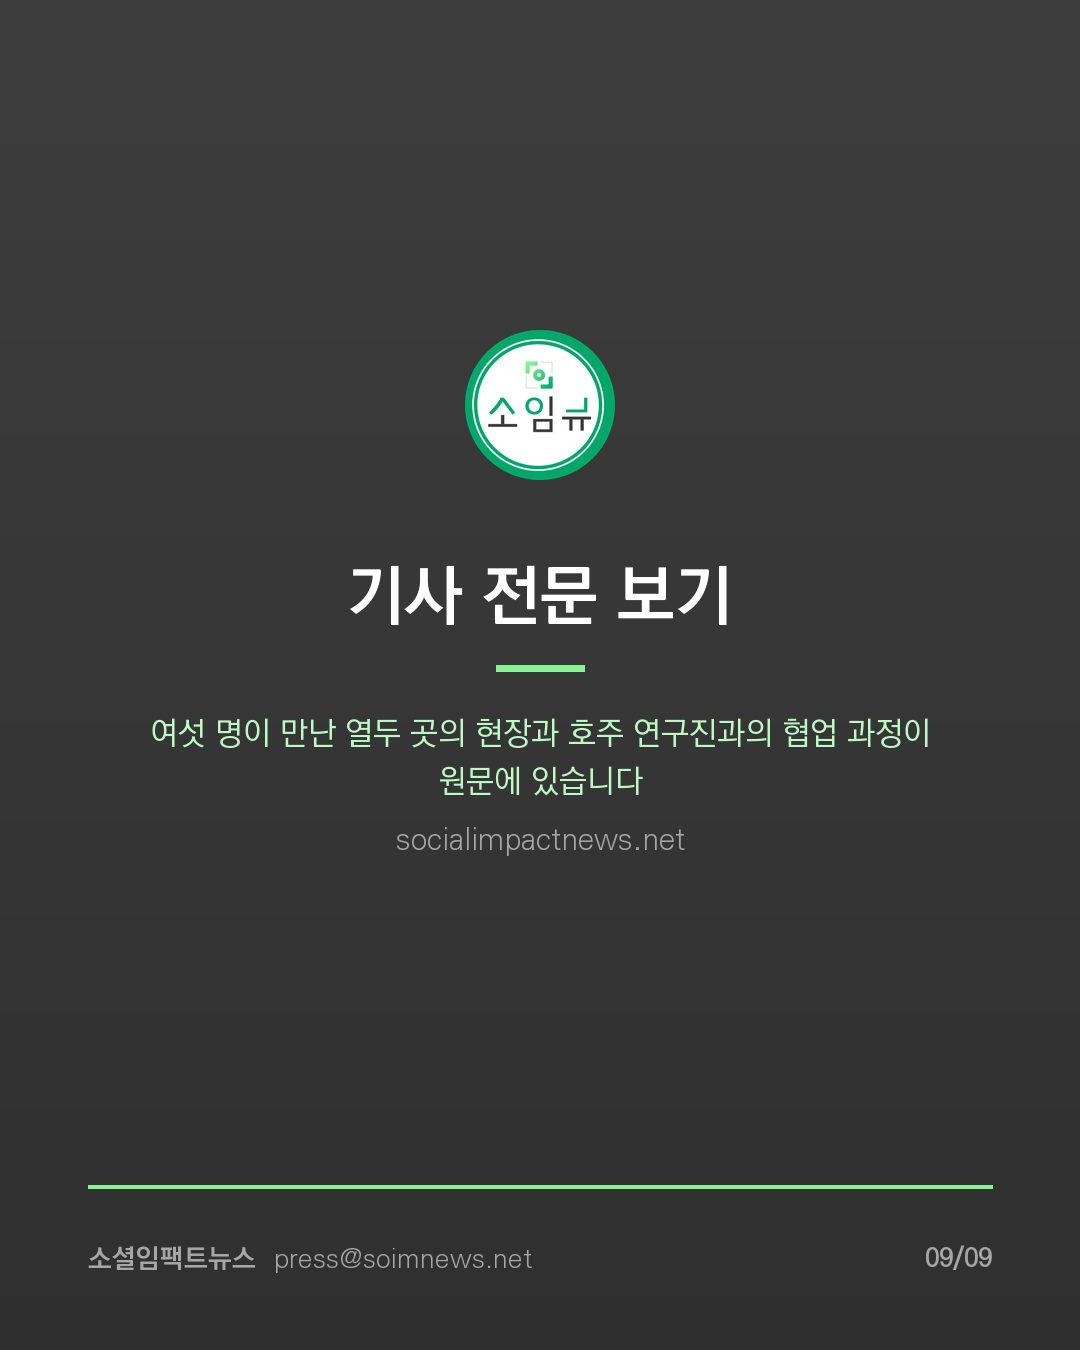 소임뉴
기사 전문 보기
여섯 명이 만난 열두 곳의 현장과 호주 연구진과의 협업 과정이
원문에 있습니다
socialimpactnews.net
소셜임팩트뉴스 press@soimnews.net 09/09